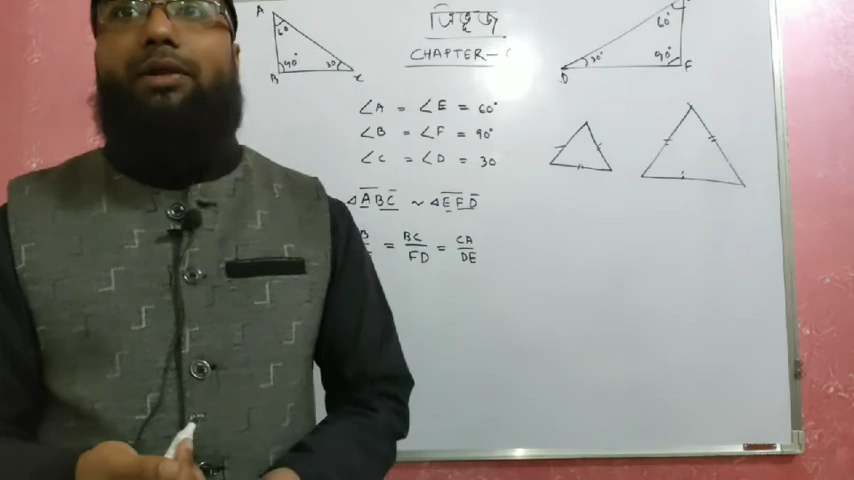 ত্রিভুজ
CHAPTER-
A
60°
B
90°
30°
C
60°
D
30°
90°
F
∠A = ∠E = 60°
∠B = ∠F = 90°
∠C = ∠D = 30
△ABC ~ △EFD
= BC/FD = CA/DE